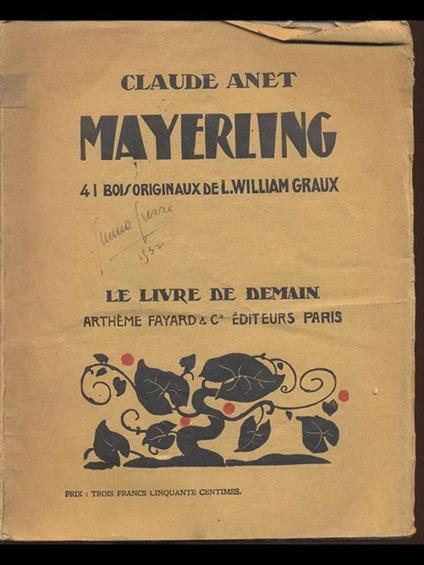 CLAUDE ANET
MAYERLING
41 BOIS ORIGINAUX DE L. WILLIAM GRAUX
1932
LE LIVRE DE DEMAIN
ARTHÈME FAYARD & Cie ÉDITEURS PARIS
PRIX : TROIS FRANCS CINQUANTE CENTIMES.